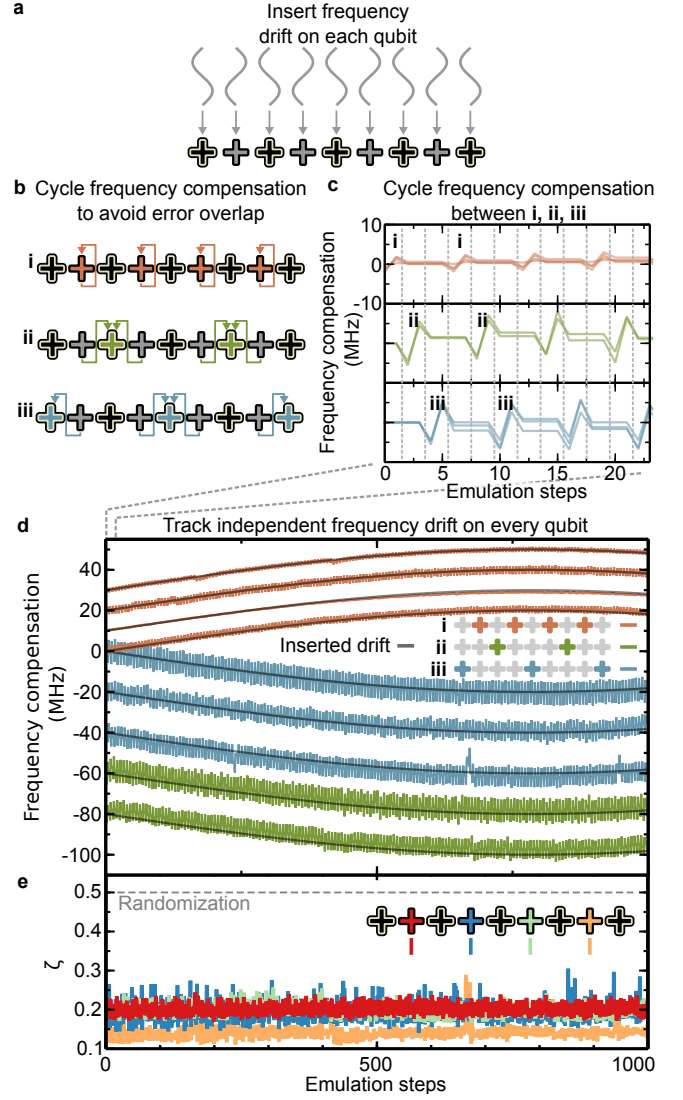 a
Insert frequency
drift on each qubit
b
Cycle frequency compensation
to avoid error overlap
i
ii
iii
c
Cycle frequency compensation
between i, ii, iii
Frequency compensation
(MHz)
10
0
-10
i
i
ii
ii
iii
iii
0
5
10
15
20
Emulation steps
d
Track independent frequency drift on every qubit
Frequency compensation
(MHz)
40
20
0
-20
-40
-60
-80
-100
Inserted drift
i
ii
iii
e
ζ
0.5
0.4
0.3
0.2
0.1
Randomization
0
500
1000
Emulation steps